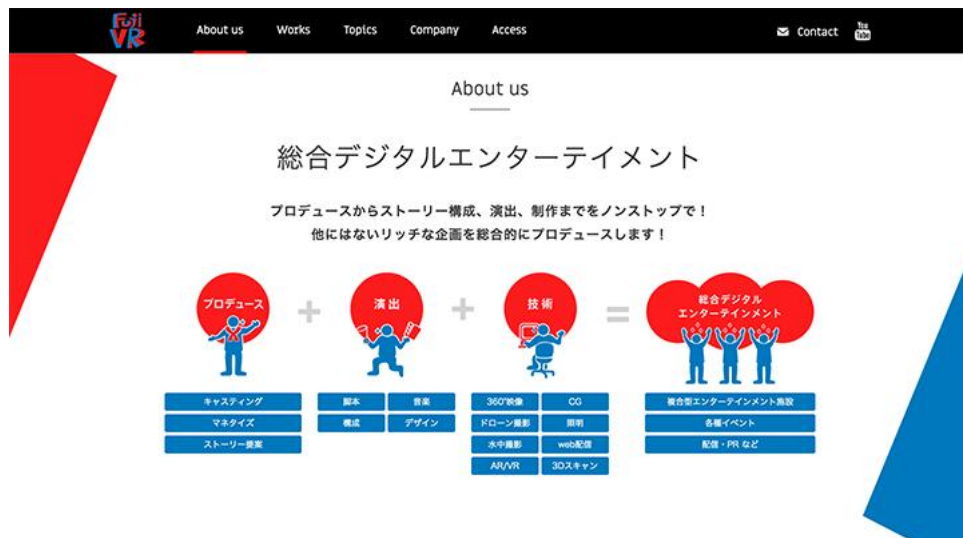 Fuji
VR
About us
Works
Topics
Company
Access
Contact
You
Tube
About us
総合デジタルエンターテイメント
プロデュースからストーリー構成、演出、制作までをノンストップで！
他にはないリッチな企画を総合的にプロデュースします！
プロデュース
+
演出
+
技術
=
総合デジタル
エンターテインメント
キャスティング
マネタイズ
ストーリー提案
脚本
音楽
構成
デザイン
360°映像
CG
ドローン撮影
照明
水中撮影
web配信
AR/VR
3Dスキャン
複合型エンターテインメント施設
各種イベント
配信・PR など